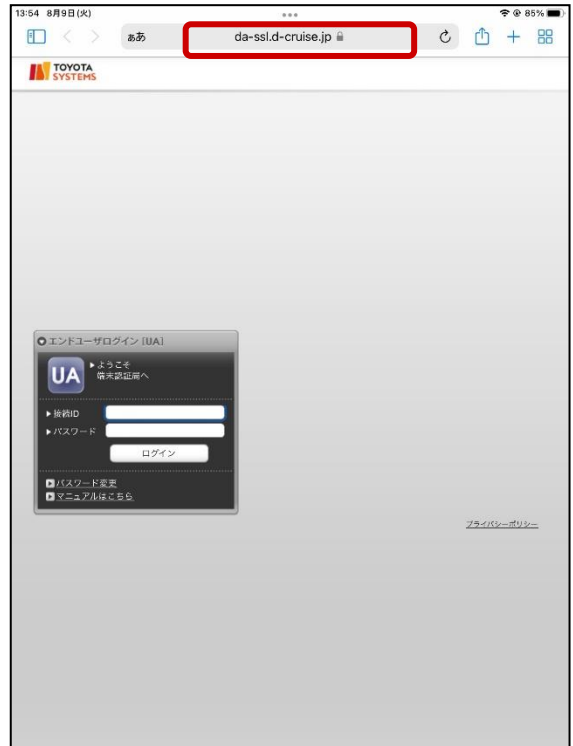 13:54 8月9日(火)
85%
ああ
da-ssl.d-cruise.jp
TOYOTA
SYSTEMS
エンドユーザログイン [UA]
UA
ようこそ
端末認証局へ
接続ID
パスワード
ログイン
パスワード変更
マニュアルはこちら
プライバシーポリシー